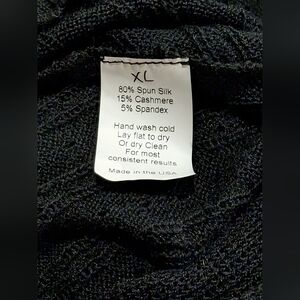 XL
80% Spun Silk
15% Cashmere
5% Spandex
Hand wash cold
Lay flat to dry
Or dry Clean
For most
consistent results
Made in the USA